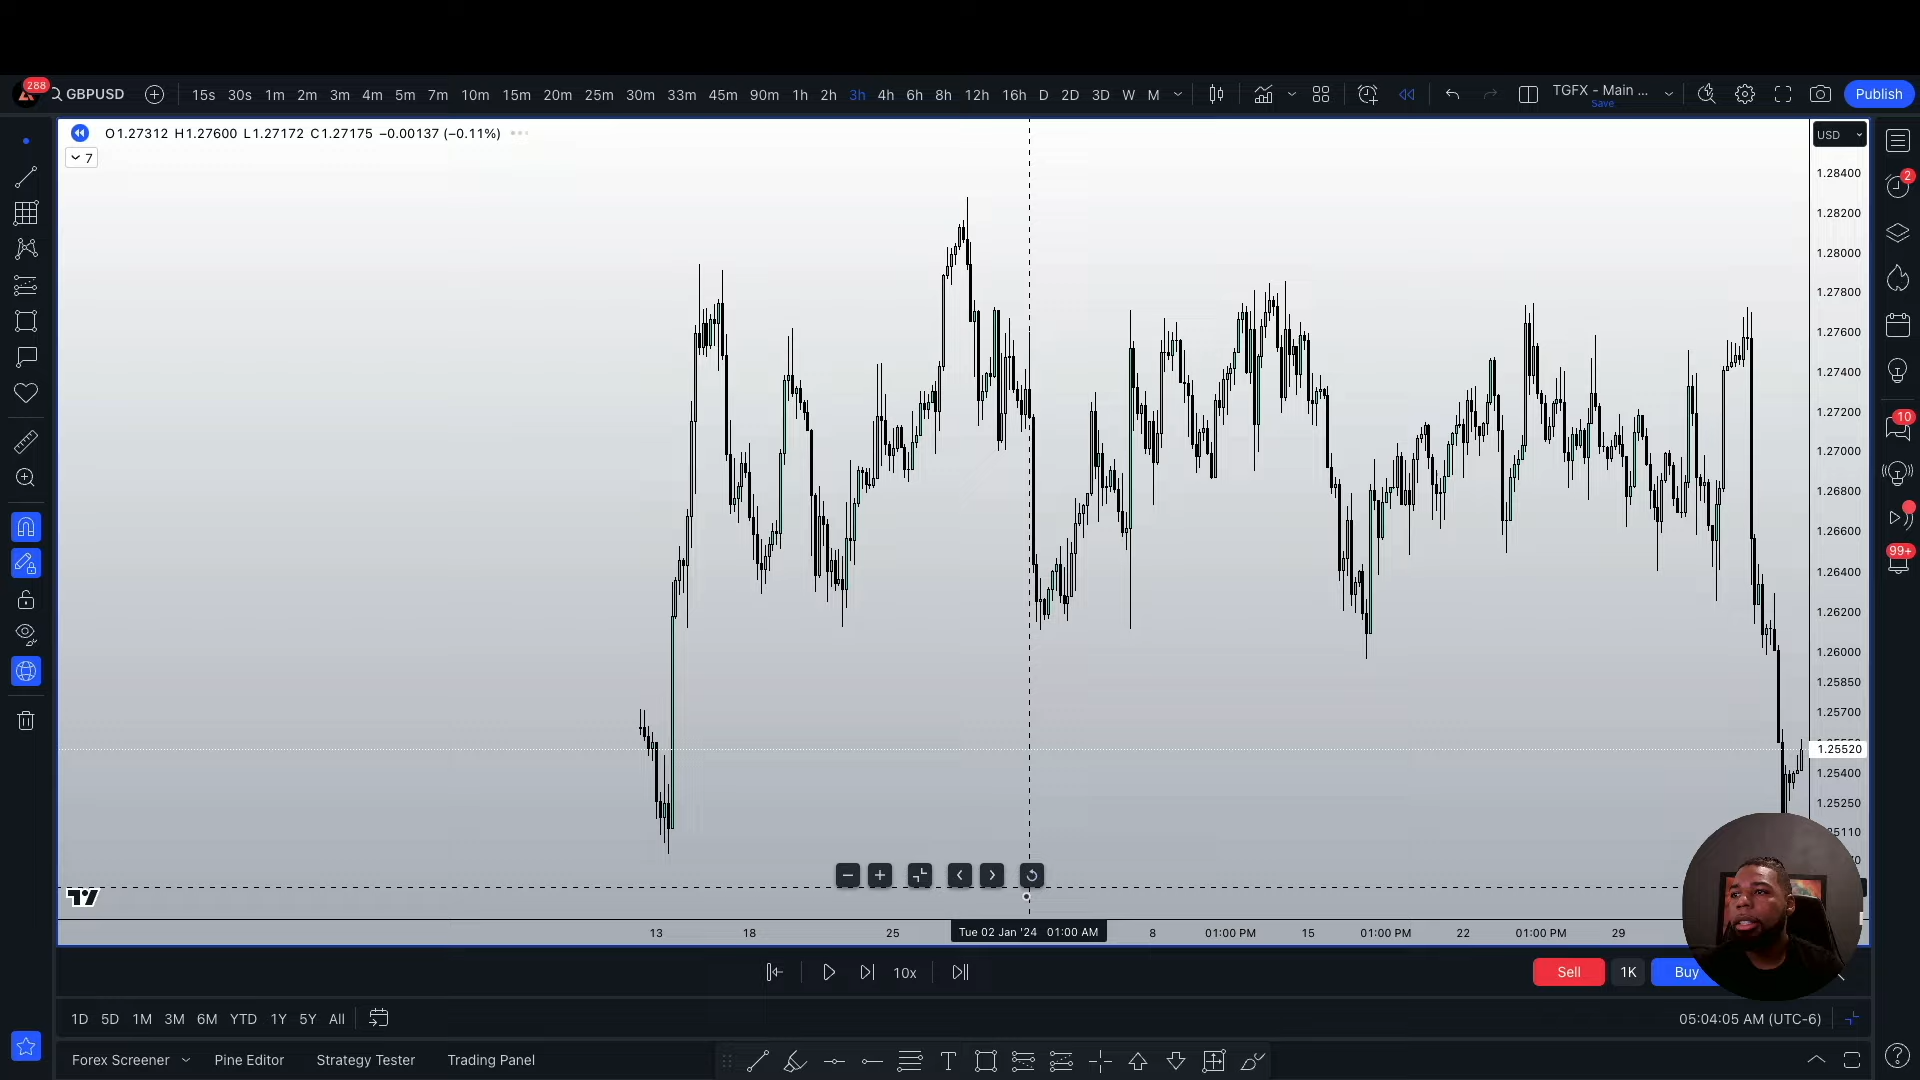 288
GBPUSD
15s 30s 1m 2m 3m 4m 5m 7m 10m 15m 20m 25m 30m 33m 45m 90m 1h 2h 3h 4h 6h 8h 12h 16h D 2D 3D W M
TGFX - Main ...
Save
Publish
O1.27312 H1.27600 L1.27172 C1.27175 −0.00137 (−0.11%)
7
USD
1.28400
1.28200
1.28000
1.27800
1.27600
1.27400
1.27200
1.27000
1.26800
1.26600
1.26400
1.26200
1.26000
1.25850
1.25700
1.25520
1.25400
1.25250
2
10
99+
13 18 25 Tue 02 Jan '24 01:00 AM 8 01:00 PM 15 01:00 PM 22 01:00 PM 29
10x
Sell 1K Buy
1D 5D 1M 3M 6M YTD 1Y 5Y All
05:04:05 AM (UTC-6)
Forex Screener Pine Editor Strategy Tester Trading Panel